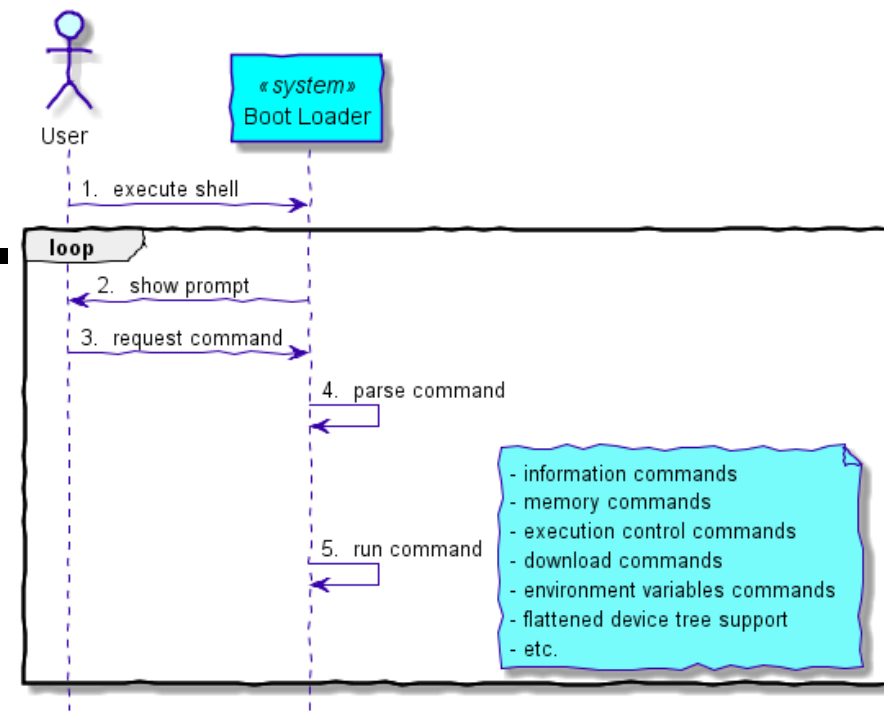 «system»
Boot Loader
User
1. execute shell
loop
2. show prompt
3. request command
4. parse command
- information commands
- memory commands
- execution control commands
5. run command
- download commands
- environment variables commands
- flattened device tree support
- etc.